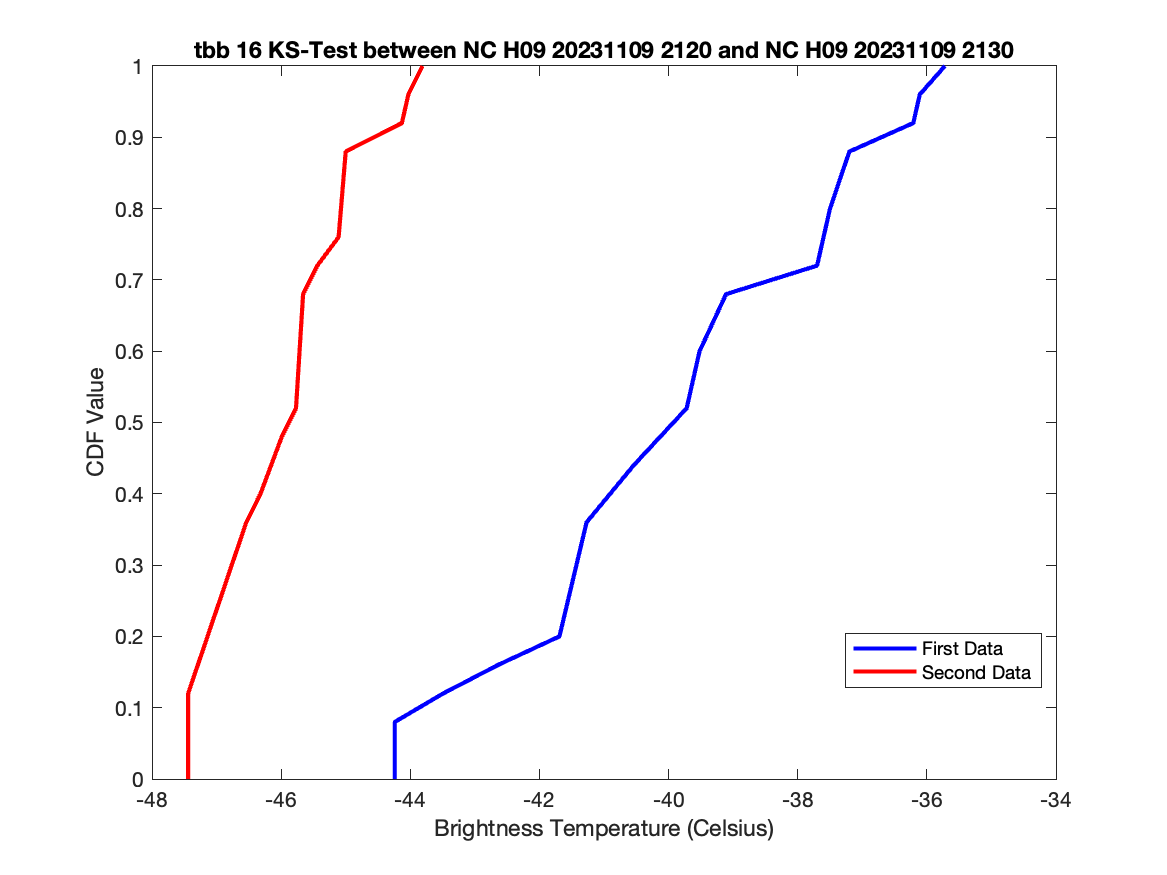 tbb 16 KS-Test between NC H09 20231109 2120 and NC H09 20231109 2130
1
0.9
0.8
0.7
0.6
0.5
0.4
0.3
0.2
0.1
0
CDF Value
First Data
Second Data
-48 -46 -44 -42 -40 -38 -36 -34
Brightness Temperature (Celsius)